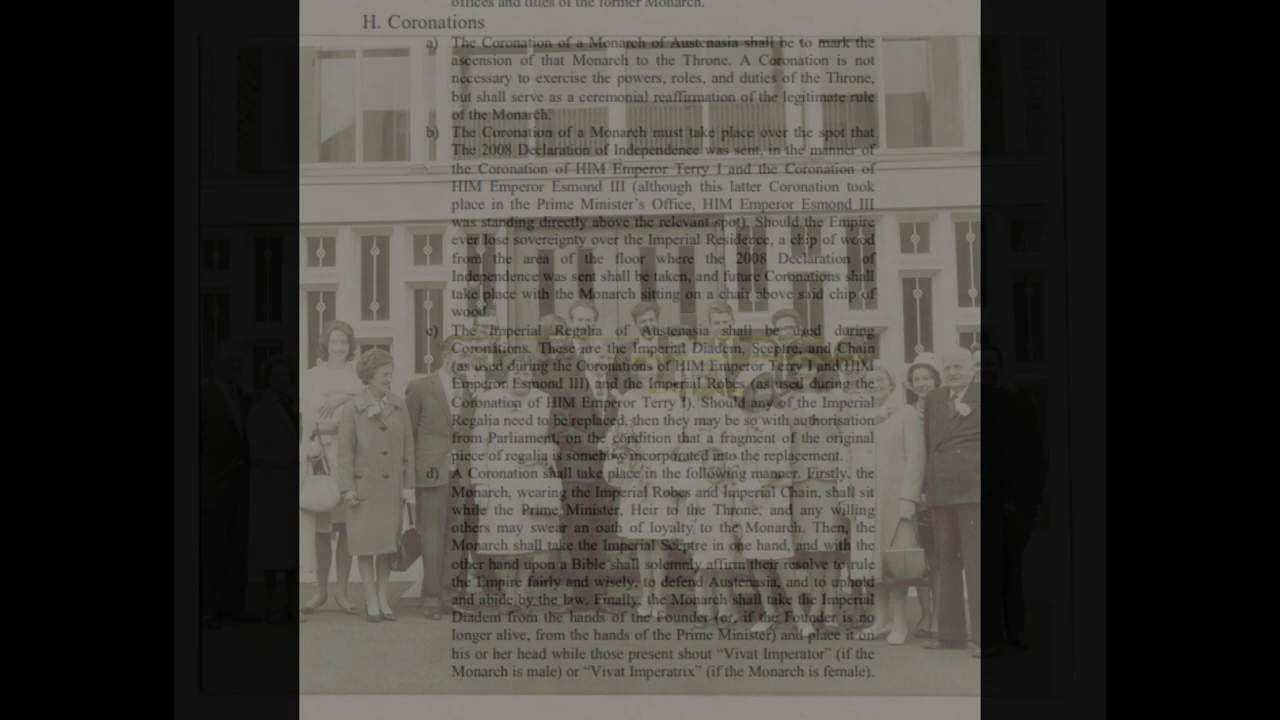 offices and titles of the former Monarch.
H. Coronations
a) The Coronation of a Monarch of Austenasia shall be to mark the
ascension of that Monarch to the Throne. A Coronation is not
necessary to exercise the powers, roles, and duties of the Throne,
but shall serve as a ceremonial reaffirmation of the legitimate rule
of the Monarch.
b) The Coronation of a Monarch must take place over the spot that
The 2008 Declaration of Independence was sent, in the manner of
the Coronation of HIM Emperor Terry I and the Coronation of
HIM Emperor Esmond III (although this latter Coronation took
place in the Prime Minister's Office, HIM Emperor Esmond III
was standing directly above the relevant spot). Should the Empire
ever lose sovereignty over the Imperial Residence, a chip of wood
from the area of the floor where the 2008 Declaration of
Independence was sent shall be taken, and future Coronations shall
take place with the Monarch sitting on a chair above said chip of
wood.
c) The Imperial Regalia of Austenasia shall be used during
Coronations. These are the Imperial Diadem, Sceptre, and Chain
(as used during the Coronations of HIM Emperor Terry I and HIM
Emperor Esmond III) and the Imperial Robes (as used during the
Coronation of HIM Emperor Terry I). Should any of the Imperial
Regalia need to be replaced, then they may be so with authorisation
from Parliament, on the condition that a fragment of the original
piece of regalia is somehow incorporated into the replacement.
d) A Coronation shall take place in the following manner. Firstly, the
Monarch, wearing the Imperial Robes and Imperial Chain, shall sit
while the Prime Minister, Heir to the Throne, and any willing
others may swear an oath of loyalty to the Monarch. Then, the
Monarch shall take the Imperial Sceptre in one hand, and with the
other hand upon a Bible shall solemnly affirm their resolve to rule
the Empire fairly and wisely, to defend Austenasia, and to uphold
and abide by the law. Finally, the Monarch shall take the Imperial
Diadem from the hands of the Founder (or, if the Founder is no
longer alive, from the hands of the Prime Minister) and place it on
his or her head while those present shout “Vivat Imperator” (if the
Monarch is male) or “Vivat Imperatrix” (if the Monarch is female).